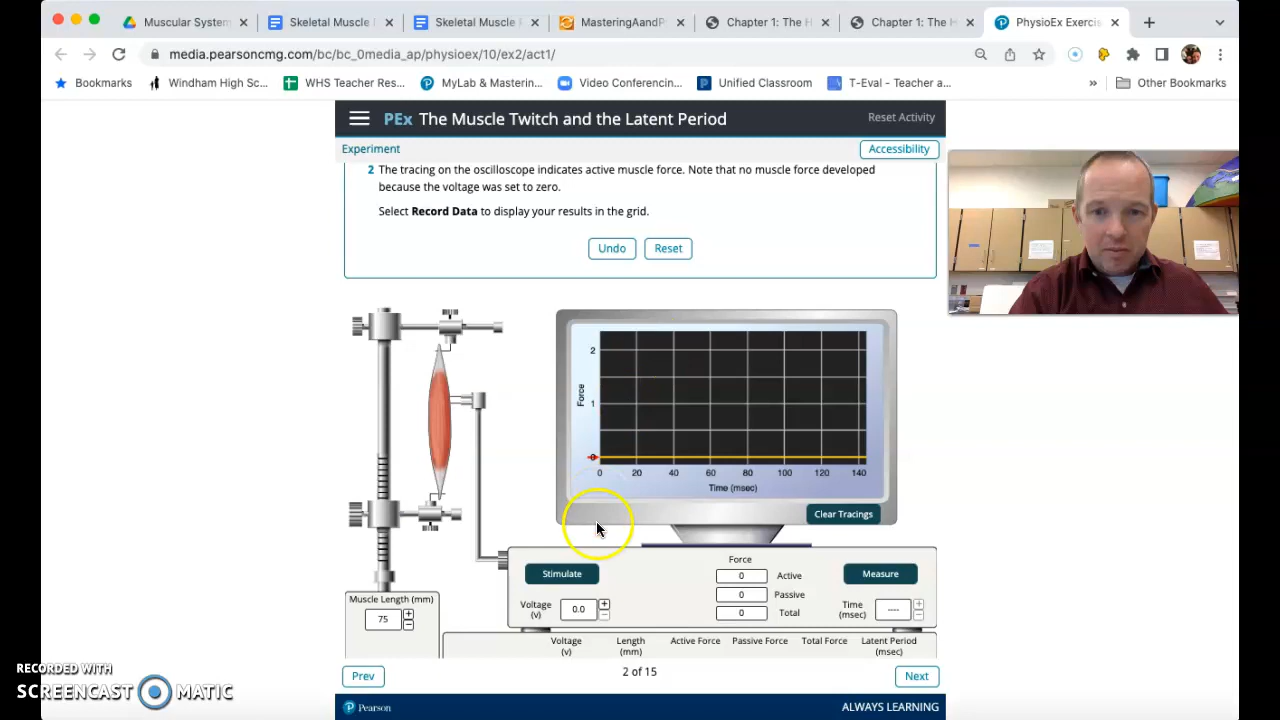 Muscular System
Skeletal Muscle
Skeletal Muscle
MasteringAandP
Chapter 1: The H
Chapter 1: The H
PhysioEx Exercis
media.pearsoncmg.com/bc/bc_0media_ap/physioex/10/ex2/act1/
Bookmarks
Windham High Sc...
WHS Teacher Res...
MyLab & Mastering...
Video Conferencing...
Unified Classroom
T-Eval - Teacher a...
»
Other Bookmarks
PEx The Muscle Twitch and the Latent Period
Reset Activity
Experiment
Accessibility
2 The tracing on the oscilloscope indicates active muscle force. Note that no muscle force developed
because the voltage was set to zero.
Select Record Data to display your results in the grid.
Undo
Reset
2
1
0
Force
0 20 40 60 80 100 120 140
Time (msec)
Clear Tracings
Stimulate
Voltage
(v)
0.0
+
−
Force
0 Active
0 Passive
0 Total
Measure
Time
(msec)
----
+
−
Muscle Length (mm)
75
+
−
Voltage
(v)
Length
(mm)
Active Force
Passive Force
Total Force
Latent Period
(msec)
Prev
2 of 15
Next
Pearson
ALWAYS LEARNING
RECORDED WITH
SCREENCAST MATIC